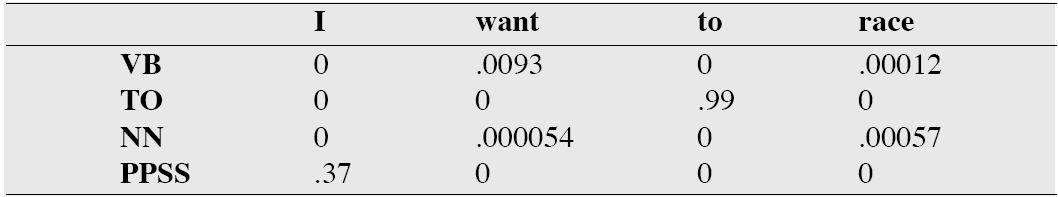 I want to race
VB 0 .0093 0 .00012
TO 0 0 .99 0
NN 0 .000054 0 .00057
PPSS .37 0 0 0